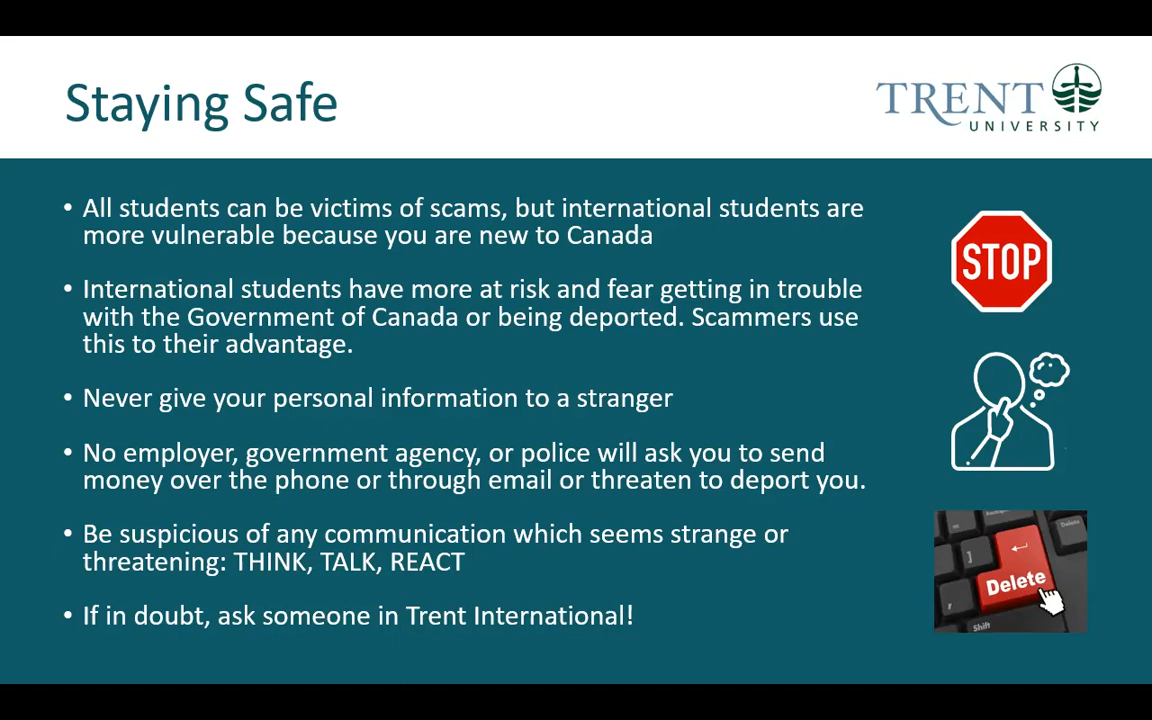 Staying Safe
TRENT
UNIVERSITY
• All students can be victims of scams, but international students are
more vulnerable because you are new to Canada
• International students have more at risk and fear getting in trouble
with the Government of Canada or being deported. Scammers use
this to their advantage.
• Never give your personal information to a stranger
• No employer, government agency, or police will ask you to send
money over the phone or through email or threaten to deport you.
• Be suspicious of any communication which seems strange or
threatening: THINK, TALK, REACT
• If in doubt, ask someone in Trent International!
STOP
Delete
]
Delete
r
Shift